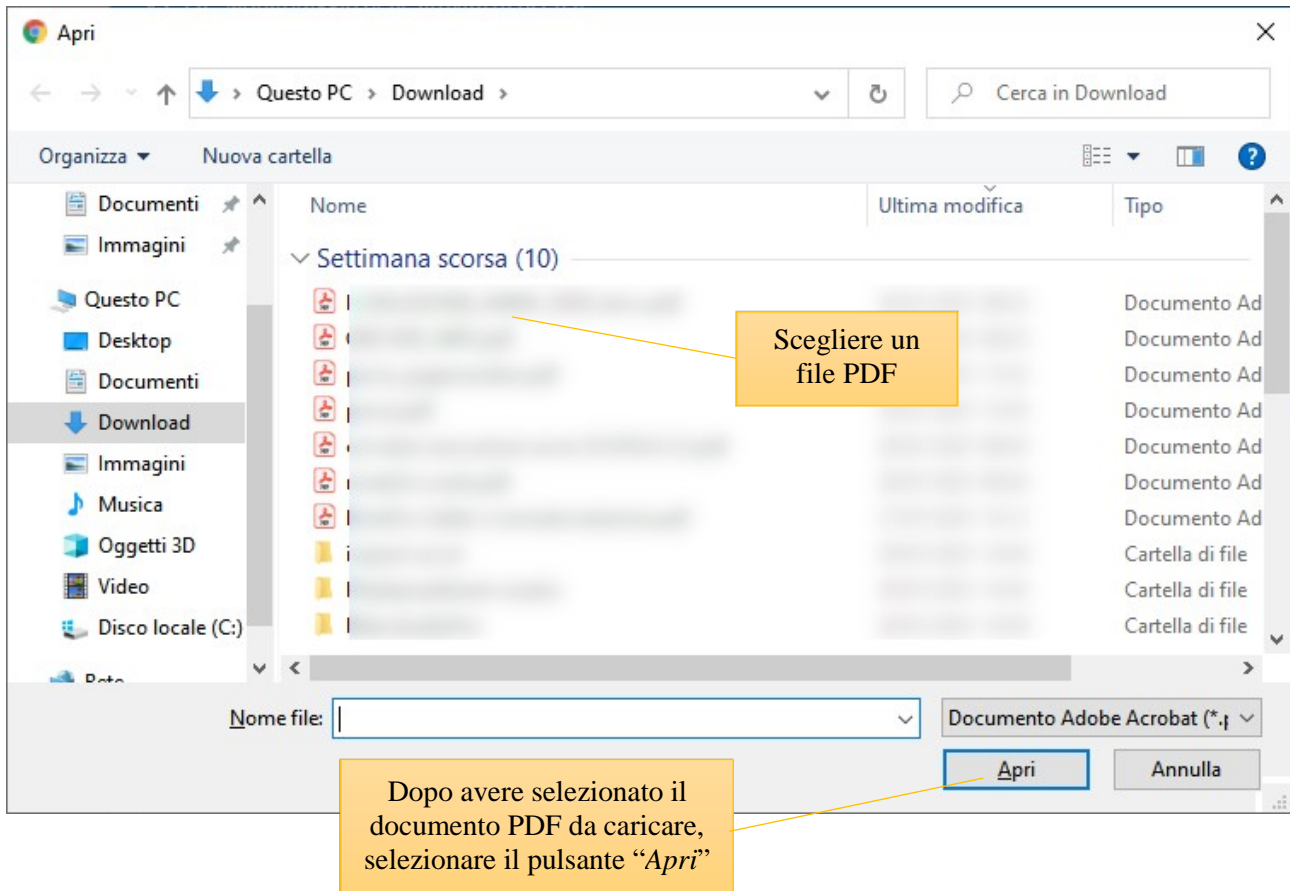 Apri
Questo PC > Download >
Cerca in Download
Organizza
Nuova cartella
Documenti
Immagini
Questo PC
Desktop
Documenti
Download
Immagini
Musica
Oggetti 3D
Video
Disco locale (C:)
Nome
Ultima modifica
Tipo
Settimana scorsa (10)
Documento Ad
Documento Ad
Documento Ad
Documento Ad
Documento Ad
Documento Ad
Documento Ad
Cartella di file
Cartella di file
Cartella di file
Scegliere un
file PDF
Nome file:
Documento Adobe Acrobat (*.p
Apri
Annulla
Dopo avere selezionato il
documento PDF da caricare,
selezionare il pulsante “Apri”